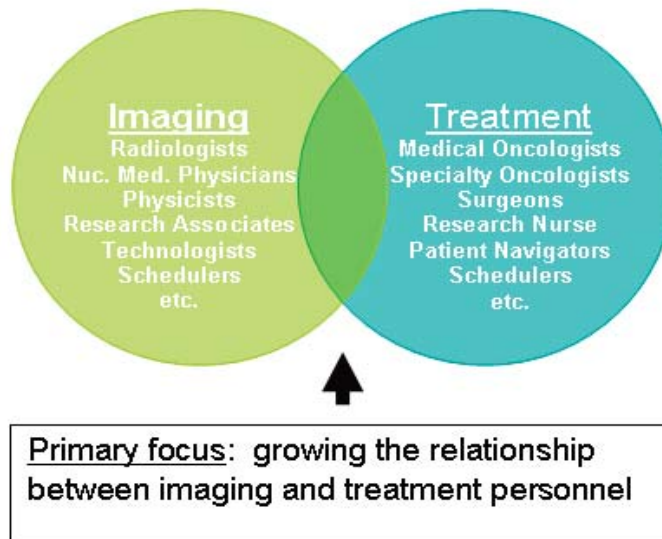 Imaging
Radiologists
Nuc. Med. Physicians
Physicists
Research Associates
Technologists
Schedulers
etc.
Treatment
Medical Oncologists
Specialty Oncologists
Surgeons
Research Nurse
Patient Navigators
Schedulers
etc.
Primary focus: growing the relationship
between imaging and treatment personnel